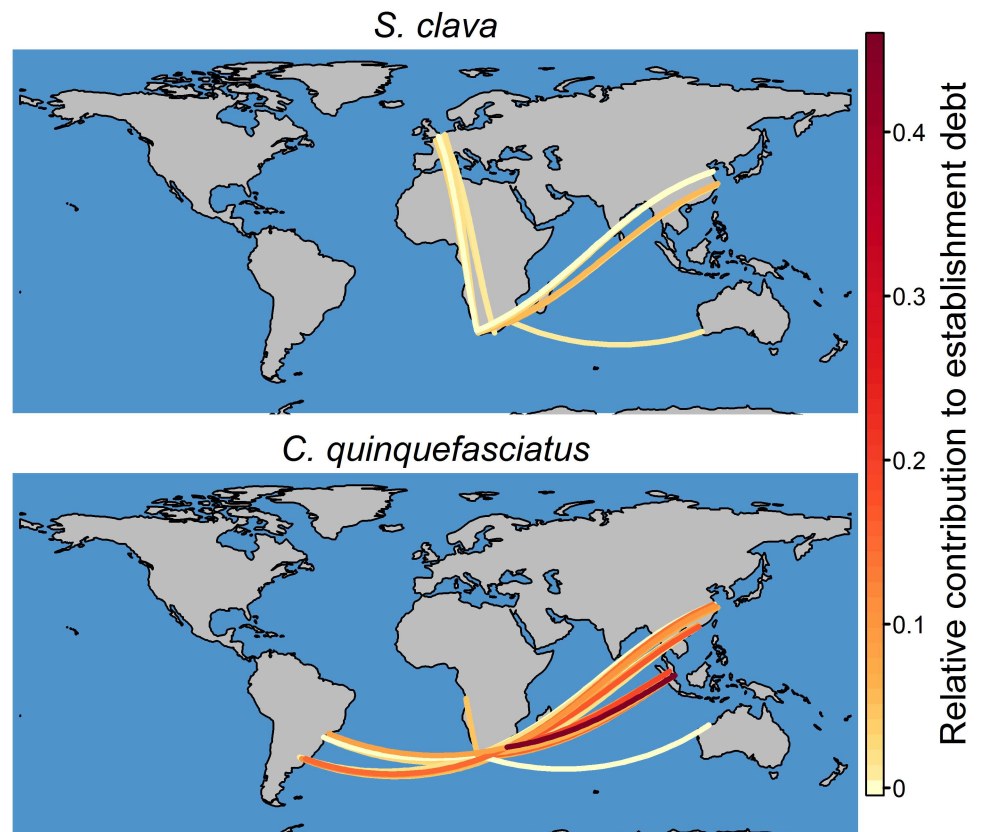 S. clava
C. quinquefasciatus
0.4
0.3
0.2
0.1
0
Relative contribution to establishment debt